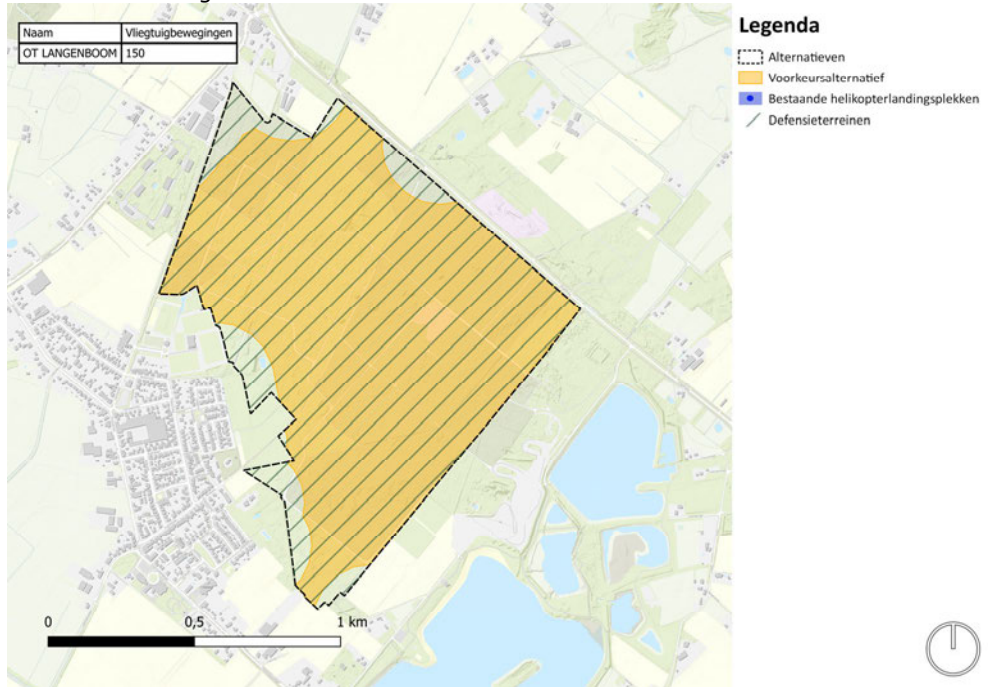 Naam Vliegtuigbewegingen
OT LANGENBOOM 150
Legenda
Alternatieven
Voorkeursalternatief
Bestaande helikopterlandingsplekken
Defensieterreinen
0 0,5 1 km